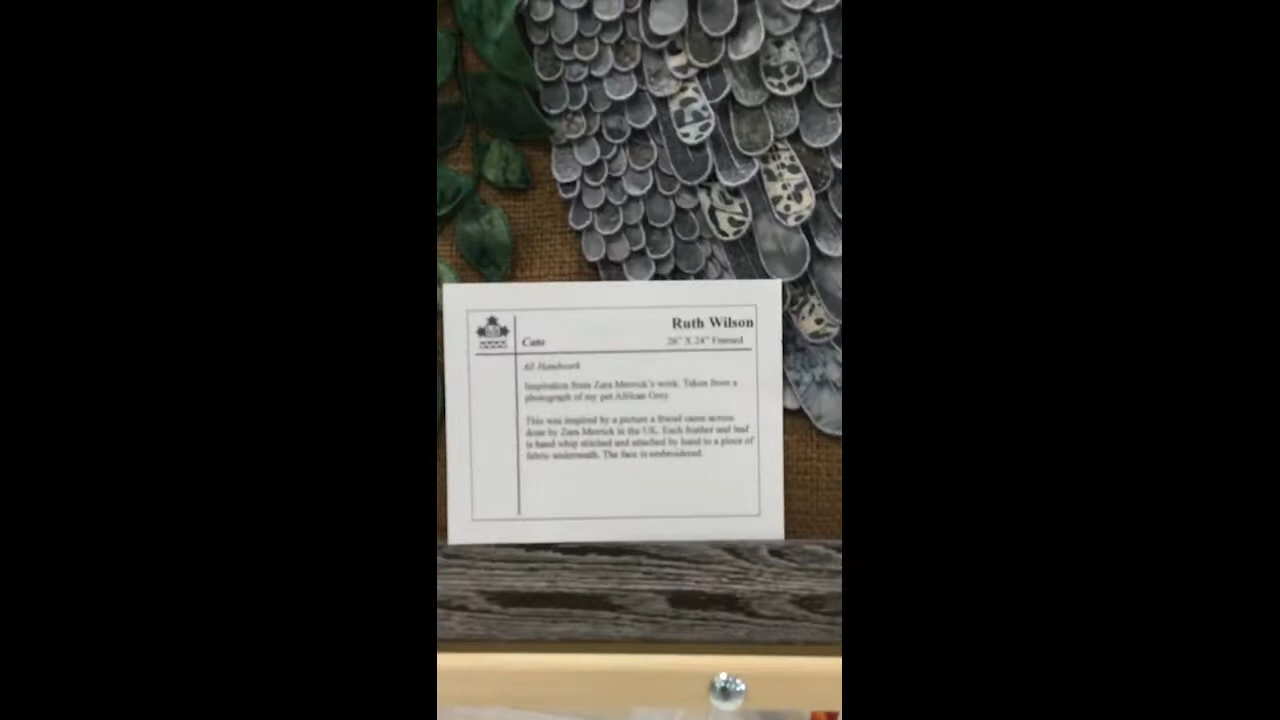 Ruth Wilson
Cato
26" X 24" Framed
All Handwork
Inspiration from Zara Merrick's work. Taken from a
photograph of my pet African Grey.
This was inspired by a picture a friend came across
done by Zara Merrick in the UK. Each feather and leaf
is hand whip stitched and attached by hand to a piece of
fabric underneath. The face is embroidered.